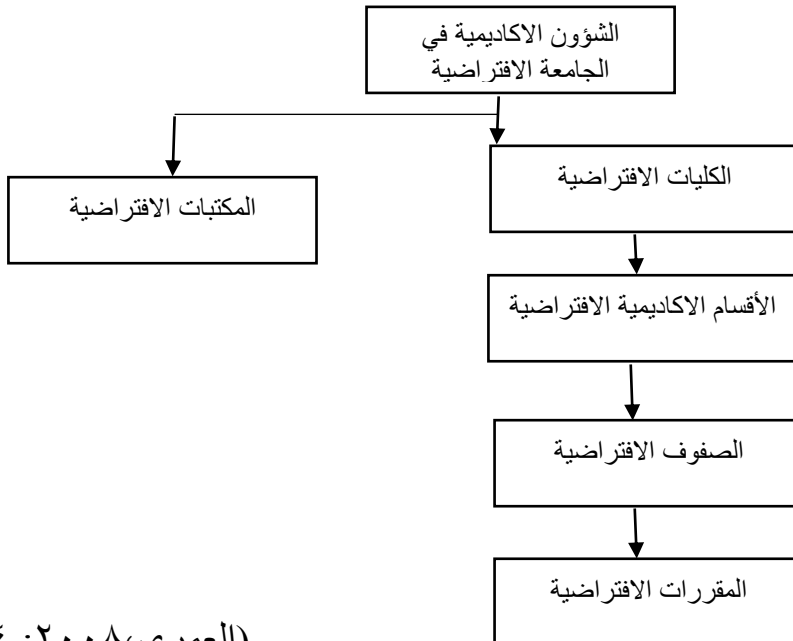 الشؤون الاكاديمية في
الجامعة الافتراضية
الكليات الافتراضية
المكتبات الافتراضية
الأقسام الاكاديمية الافتراضية
الصفوف الافتراضية
المقررات الافتراضية